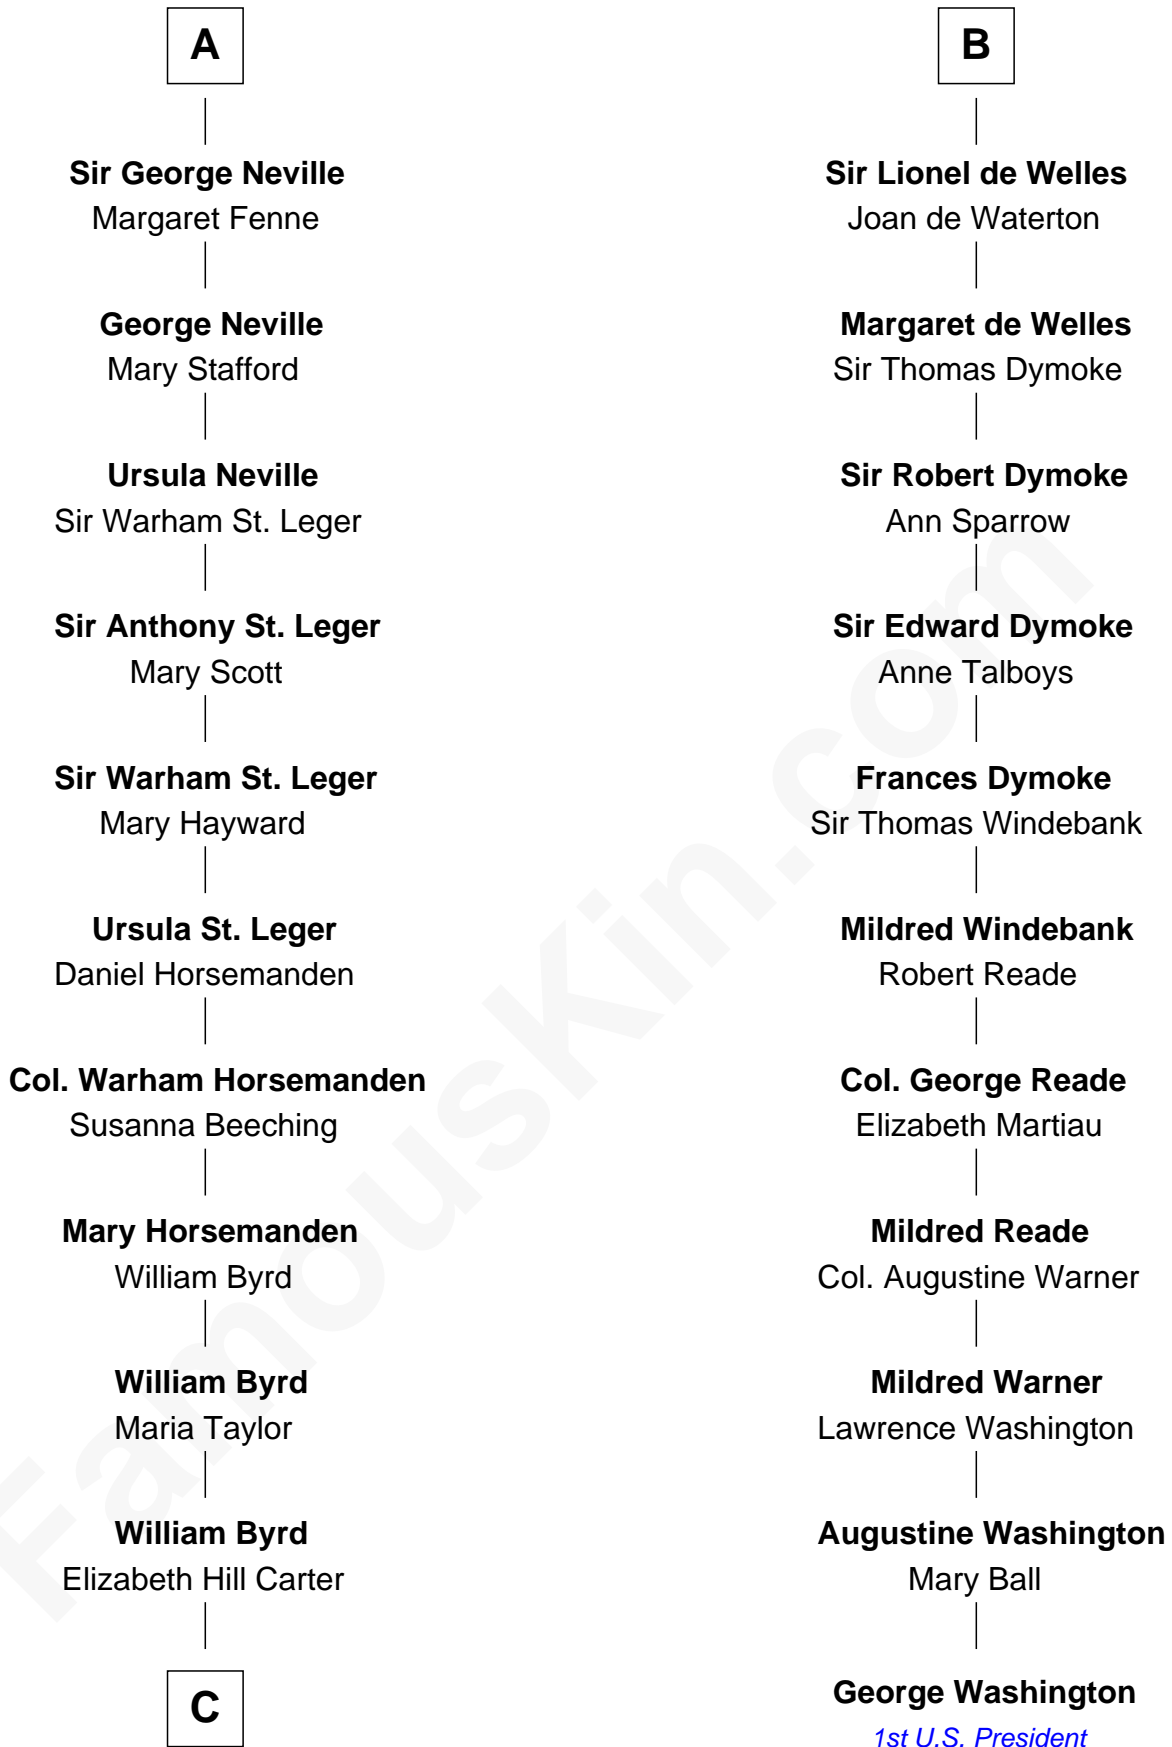 A
Sir George Neville
Margaret Fenne
George Neville
Mary Stafford
Ursula Neville
Sir Warham St. Leger
Sir Anthony St. Leger
Mary Scott
Sir Warham St. Leger
Mary Hayward
Ursula St. Leger
Daniel Horsemanden
Col. Warham Horsemanden
Susanna Beeching
Mary Horsemanden
William Byrd
William Byrd
Maria Taylor
William Byrd
Elizabeth Hill Carter
C
B
Sir Lionel de Welles
Joan de Waterton
Margaret de Welles
Sir Thomas Dymoke
Sir Robert Dymoke
Ann Sparrow
Sir Edward Dymoke
Anne Talboys
Frances Dymoke
Sir Thomas Windebank
Mildred Windebank
Robert Reade
Col. George Reade
Elizabeth Martiau
Mildred Reade
Col. Augustine Warner
Mildred Warner
Lawrence Washington
Augustine Washington
Mary Ball
George Washington
1st U.S. President
FamousKin.com